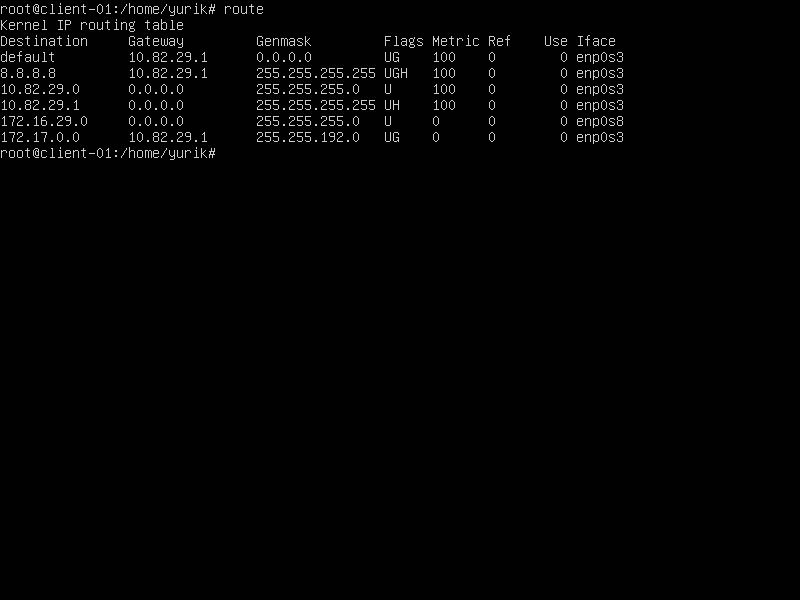 root@client-01:/home/yurik# route
Kernel IP routing table
Destination     Gateway         Genmask         Flags Metric Ref    Use Iface
default         10.82.29.1      0.0.0.0         UG    100    0        0 enp0s3
8.8.8.8         10.82.29.1      255.255.255.255 UGH   100    0        0 enp0s3
10.82.29.0      0.0.0.0         255.255.255.0   U     100    0        0 enp0s3
10.82.29.1      0.0.0.0         255.255.255.255 UH    100    0        0 enp0s3
172.16.29.0     0.0.0.0         255.255.255.0   U     0      0        0 enp0s8
172.17.0.0      10.82.29.1      255.255.192.0   UG    0      0        0 enp0s3
root@client-01:/home/yurik#